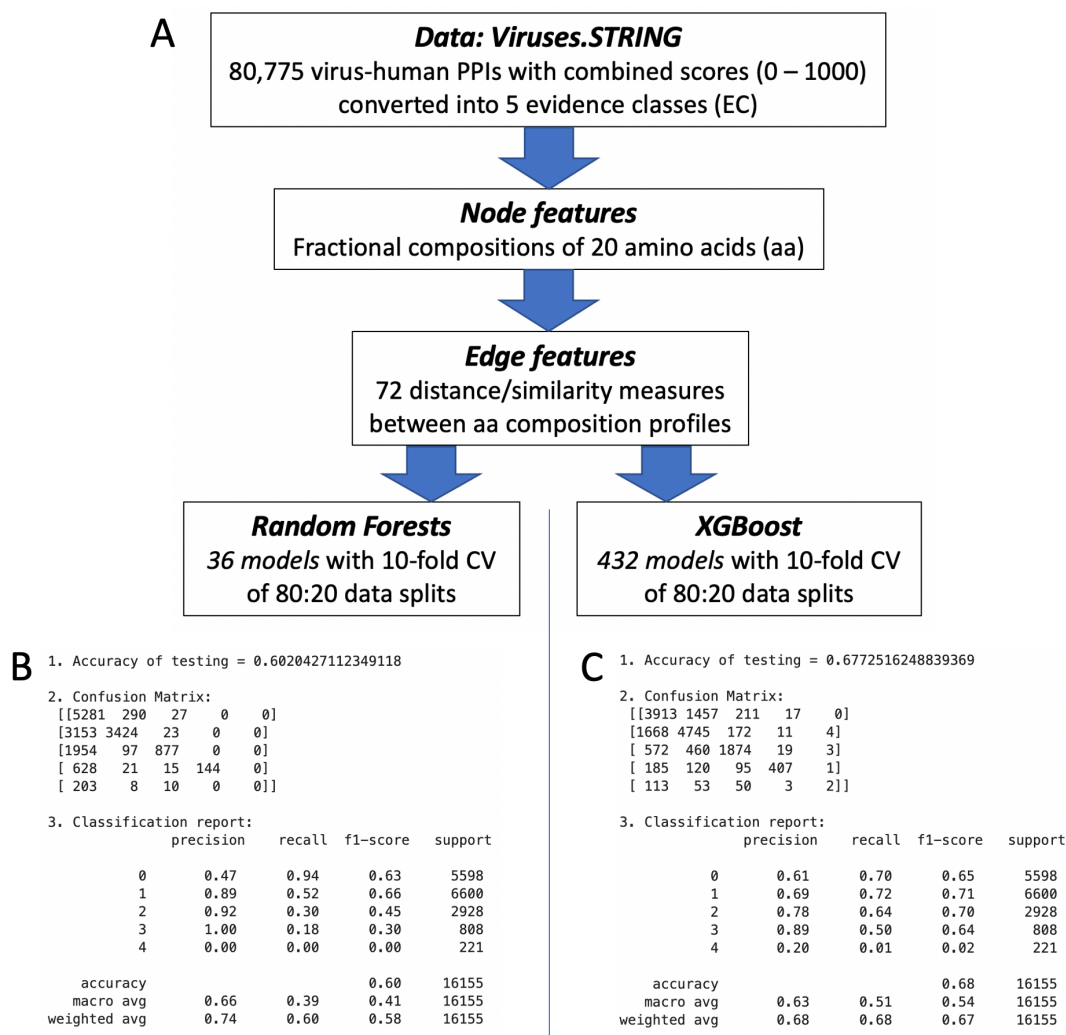 A
Data: Viruses.STRING
80,775 virus-human PPIs with combined scores (0 – 1000)
converted into 5 evidence classes (EC)
Node features
Fractional compositions of 20 amino acids (aa)
Edge features
72 distance/similarity measures
between aa composition profiles
Random Forests
36 models with 10-fold CV
of 80:20 data splits
XGBoost
432 models with 10-fold CV
of 80:20 data splits
B
1. Accuracy of testing = 0.6020427112349118
2. Confusion Matrix:
[[5281 290 27 0 0]
[3153 3424 23 0 0]
[1954 97 877 0 0]
[ 628 21 15 144 0]
[ 203 8 10 0 0]]
3. Classification report:
precision recall f1-score support
0 0.47 0.94 0.63 5598
1 0.89 0.52 0.66 6600
2 0.92 0.30 0.45 2928
3 1.00 0.18 0.30 808
4 0.00 0.00 0.00 221
accuracy 0.60 16155
macro avg 0.66 0.39 0.41 16155
weighted avg 0.74 0.60 0.58 16155
C
1. Accuracy of testing = 0.6772516248839369
2. Confusion Matrix:
[[3913 1457 211 17 0]
[1668 4745 172 11 4]
[ 572 460 1874 19 3]
[ 185 120 95 407 1]
[ 113 53 50 3 2]]
3. Classification report:
precision recall f1-score support
0 0.61 0.70 0.65 5598
1 0.69 0.72 0.71 6600
2 0.78 0.64 0.70 2928
3 0.89 0.50 0.64 808
4 0.20 0.01 0.02 221
accuracy 0.68 16155
macro avg 0.63 0.51 0.54 16155
weighted avg 0.68 0.68 0.67 16155